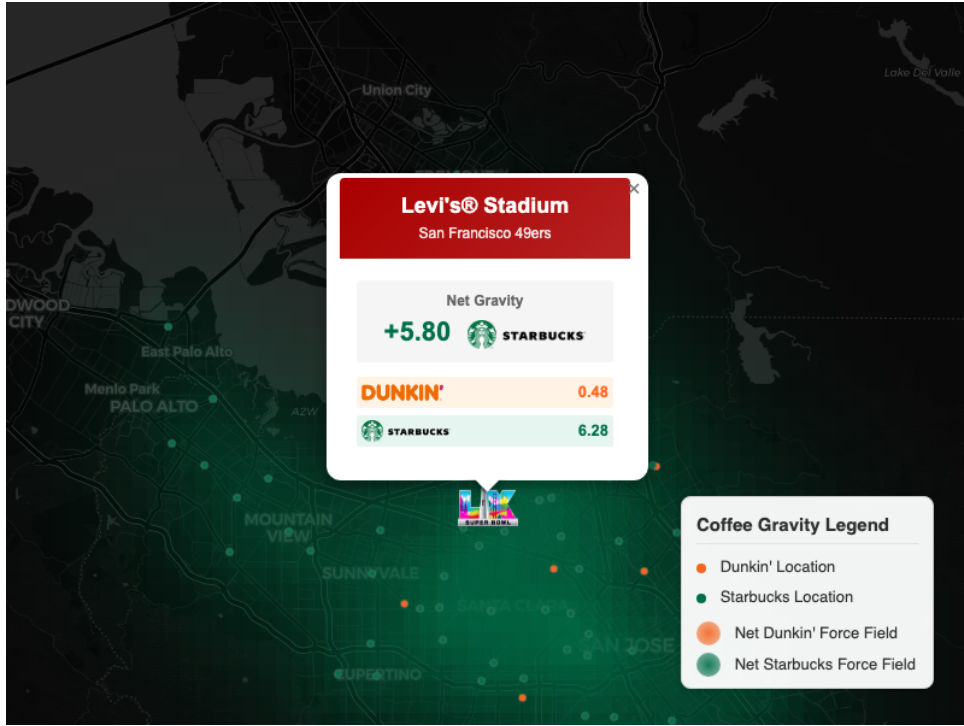 Union City
Lake Del Valle
Levi's® Stadium
San Francisco 49ers
×
Net Gravity
+5.80 STARBUCKS
DUNKIN' 0.48
STARBUCKS 6.28
DWOOD
CITY
East Palo Alto
Menlo Park
PALO ALTO
LX
SUPER BOWL
MOUNTAIN
VIEW
SUNNYVALE
SANTA CLARA
SAN JOSE
CUPERTINO
Coffee Gravity Legend
Dunkin' Location
Starbucks Location
Net Dunkin' Force Field
Net Starbucks Force Field